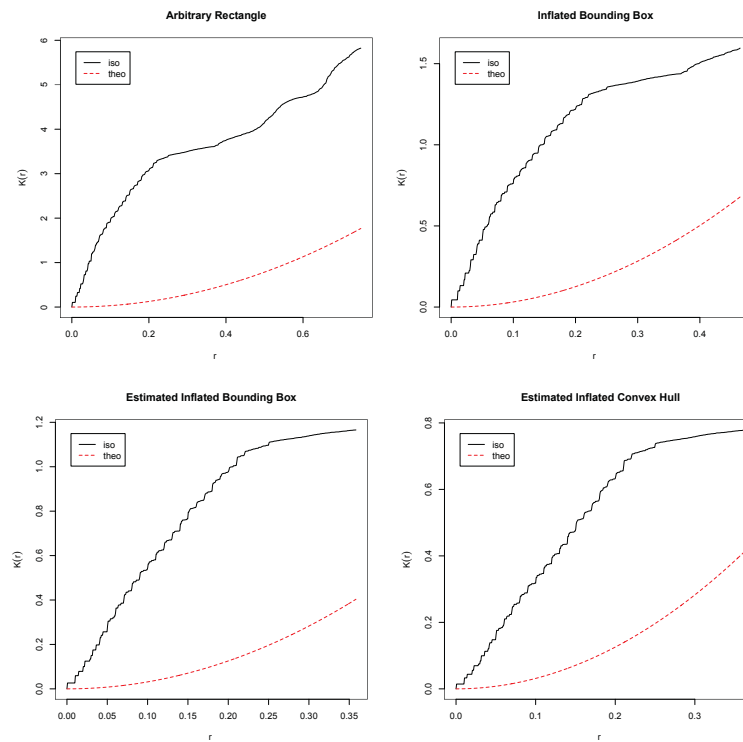 Arbitrary Rectangle
iso
theo
K(r)
0 1 2 3 4 5 6
0.0 0.2 0.4 0.6
r
Inflated Bounding Box
iso
theo
K(r)
0.0 0.5 1.0 1.5
0.0 0.1 0.2 0.3 0.4
r
Estimated Inflated Bounding Box
iso
theo
K(r)
0.0 0.2 0.4 0.6 0.8 1.0 1.2
0.00 0.05 0.10 0.15 0.20 0.25 0.30 0.35
r
Estimated Inflated Convex Hull
iso
theo
K(r)
0.0 0.2 0.4 0.6 0.8
0.0 0.1 0.2 0.3
r